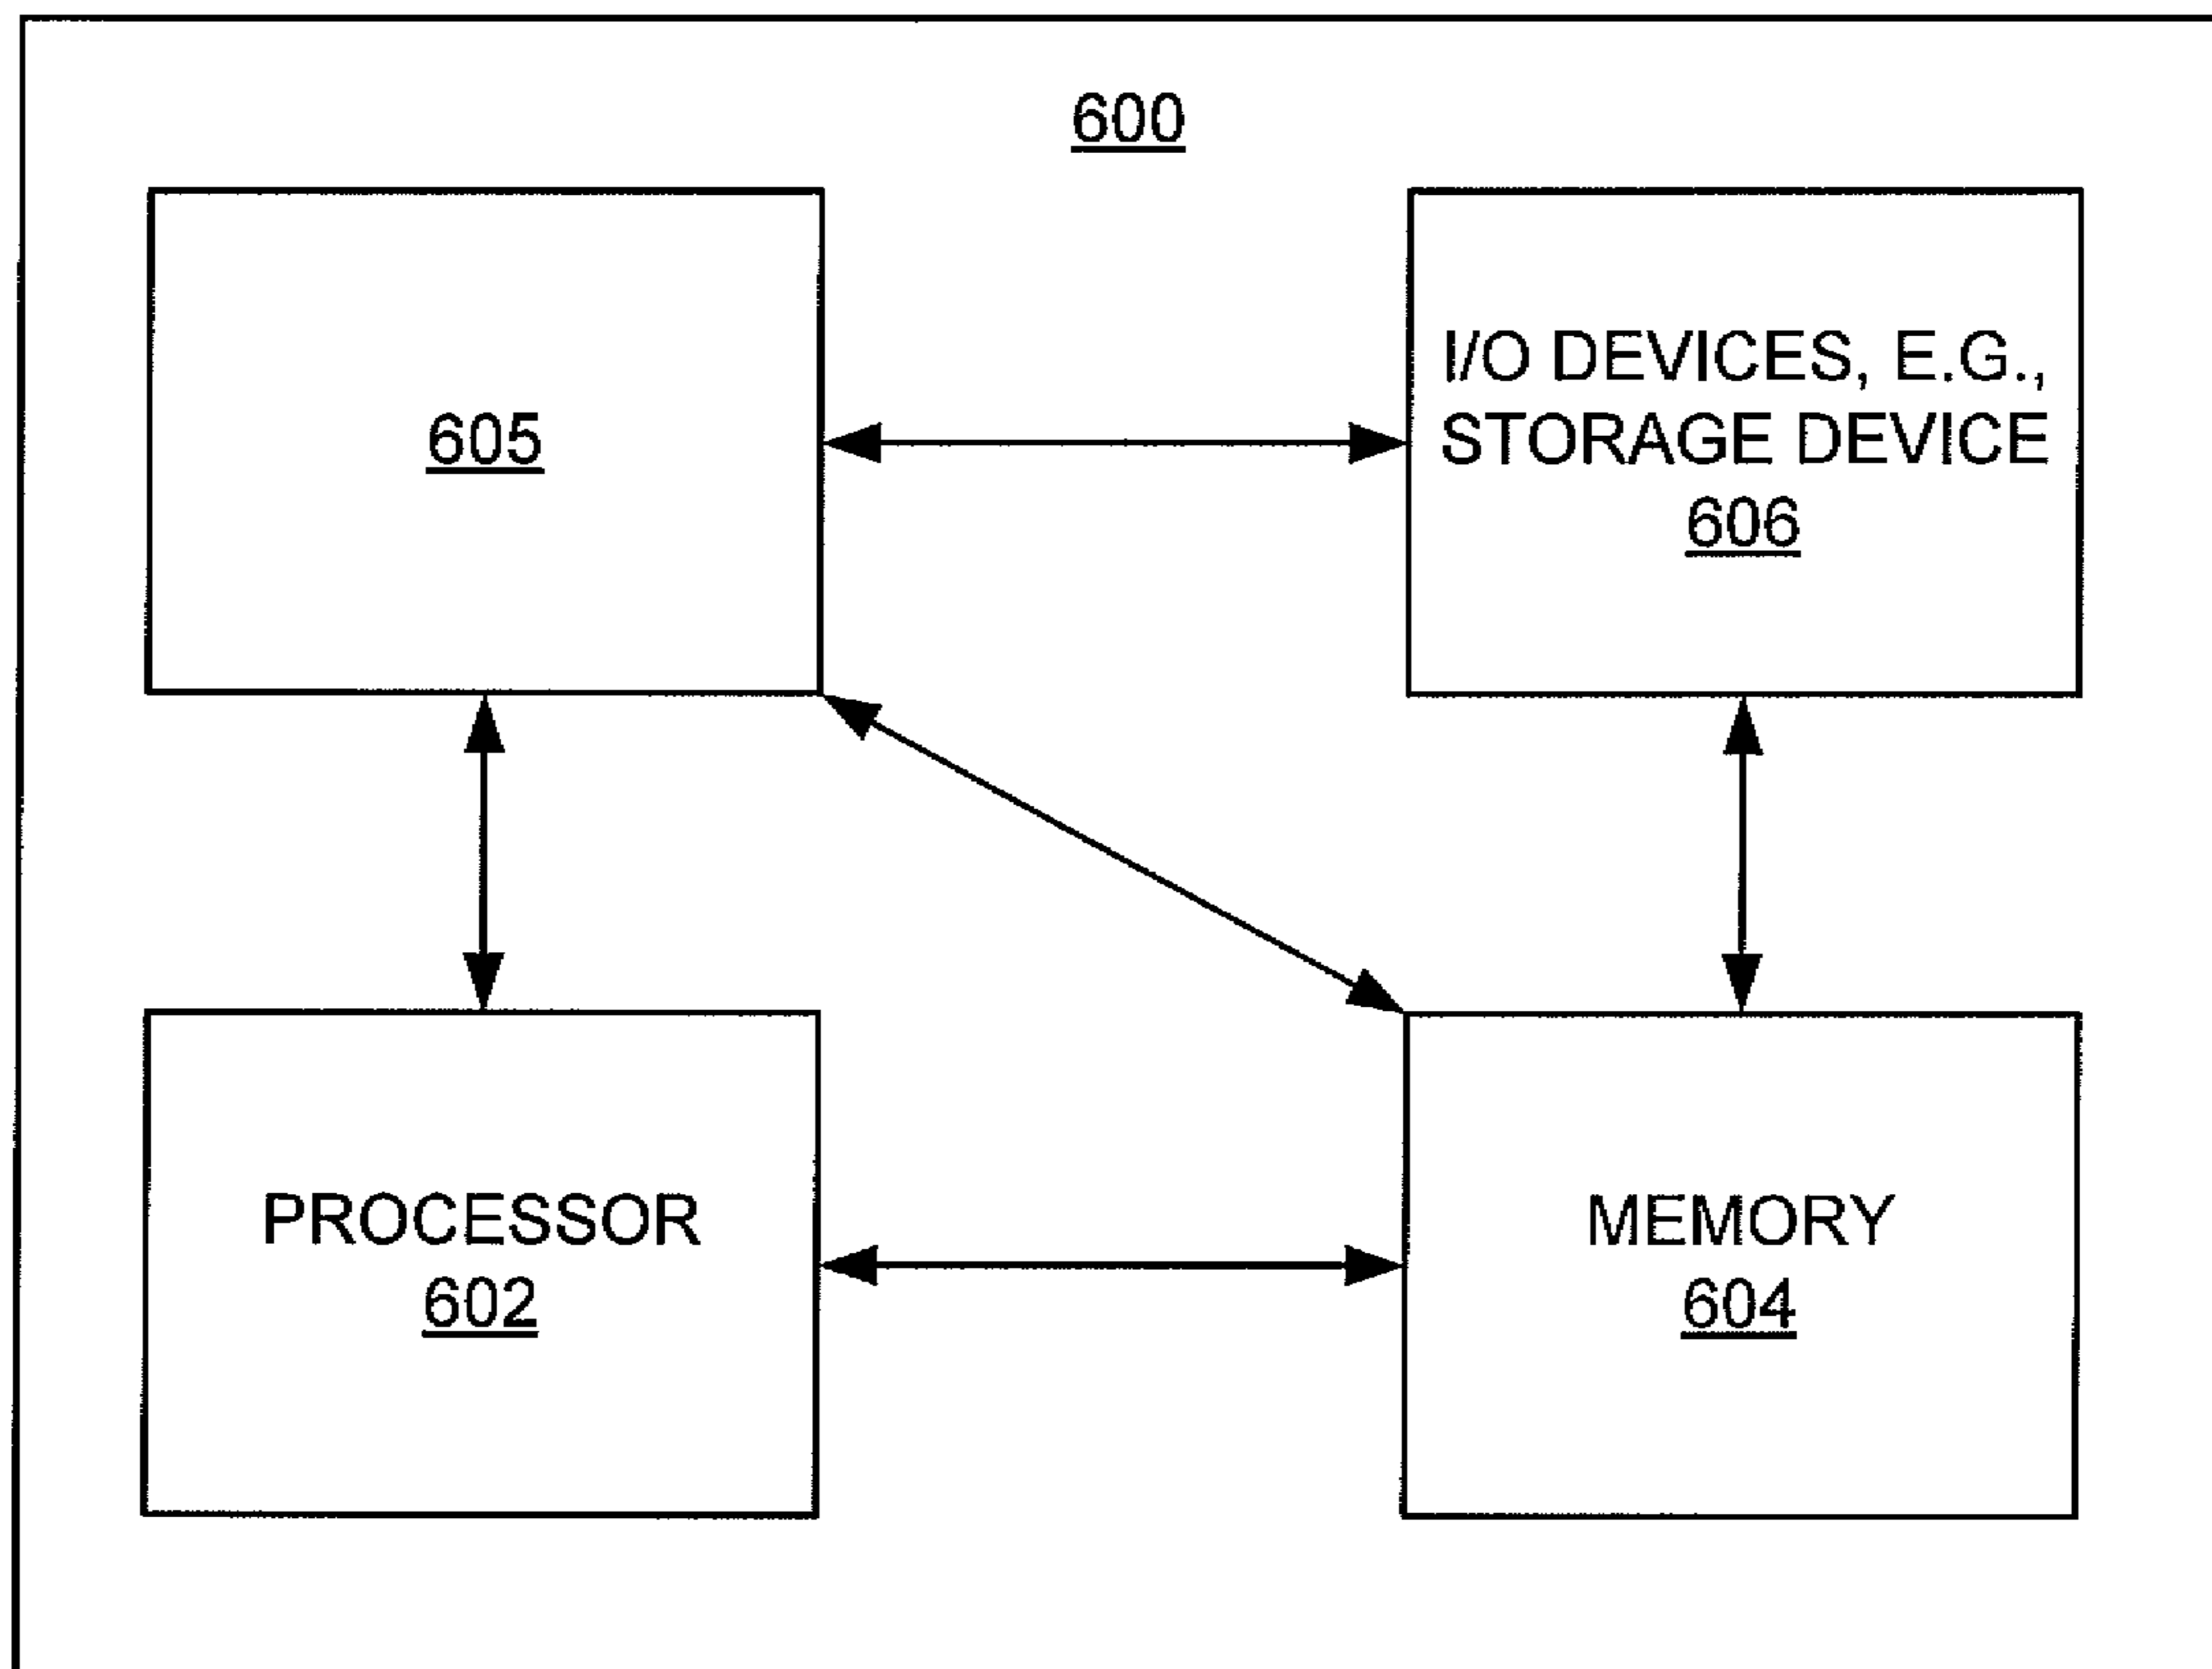 600
605
I/O DEVICES, E.G.,
STORAGE DEVICE
606
PROCESSOR
602
MEMORY
604